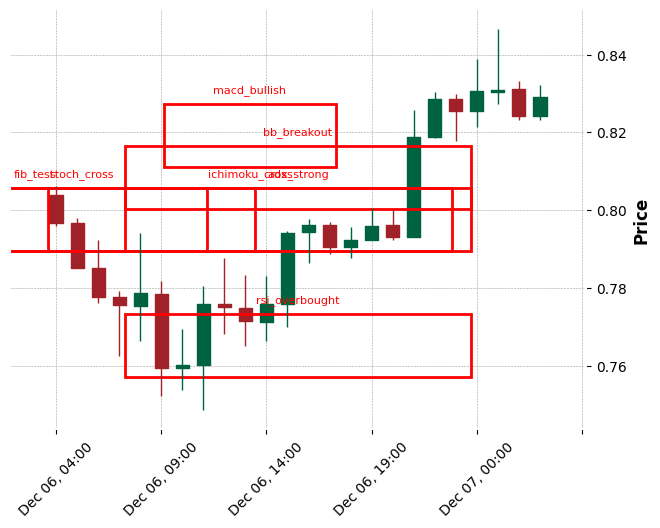 0.84
macd_bullish
bb_breakout
0.82
fib_test
stoch_cross
adx_strong
0.80
Price
0.78
rsi_overbought
0.76
Dec 06, 04:00
Dec 06, 09:00
Dec 06, 14:00
Dec 06, 19:00
Dec 07, 00:00